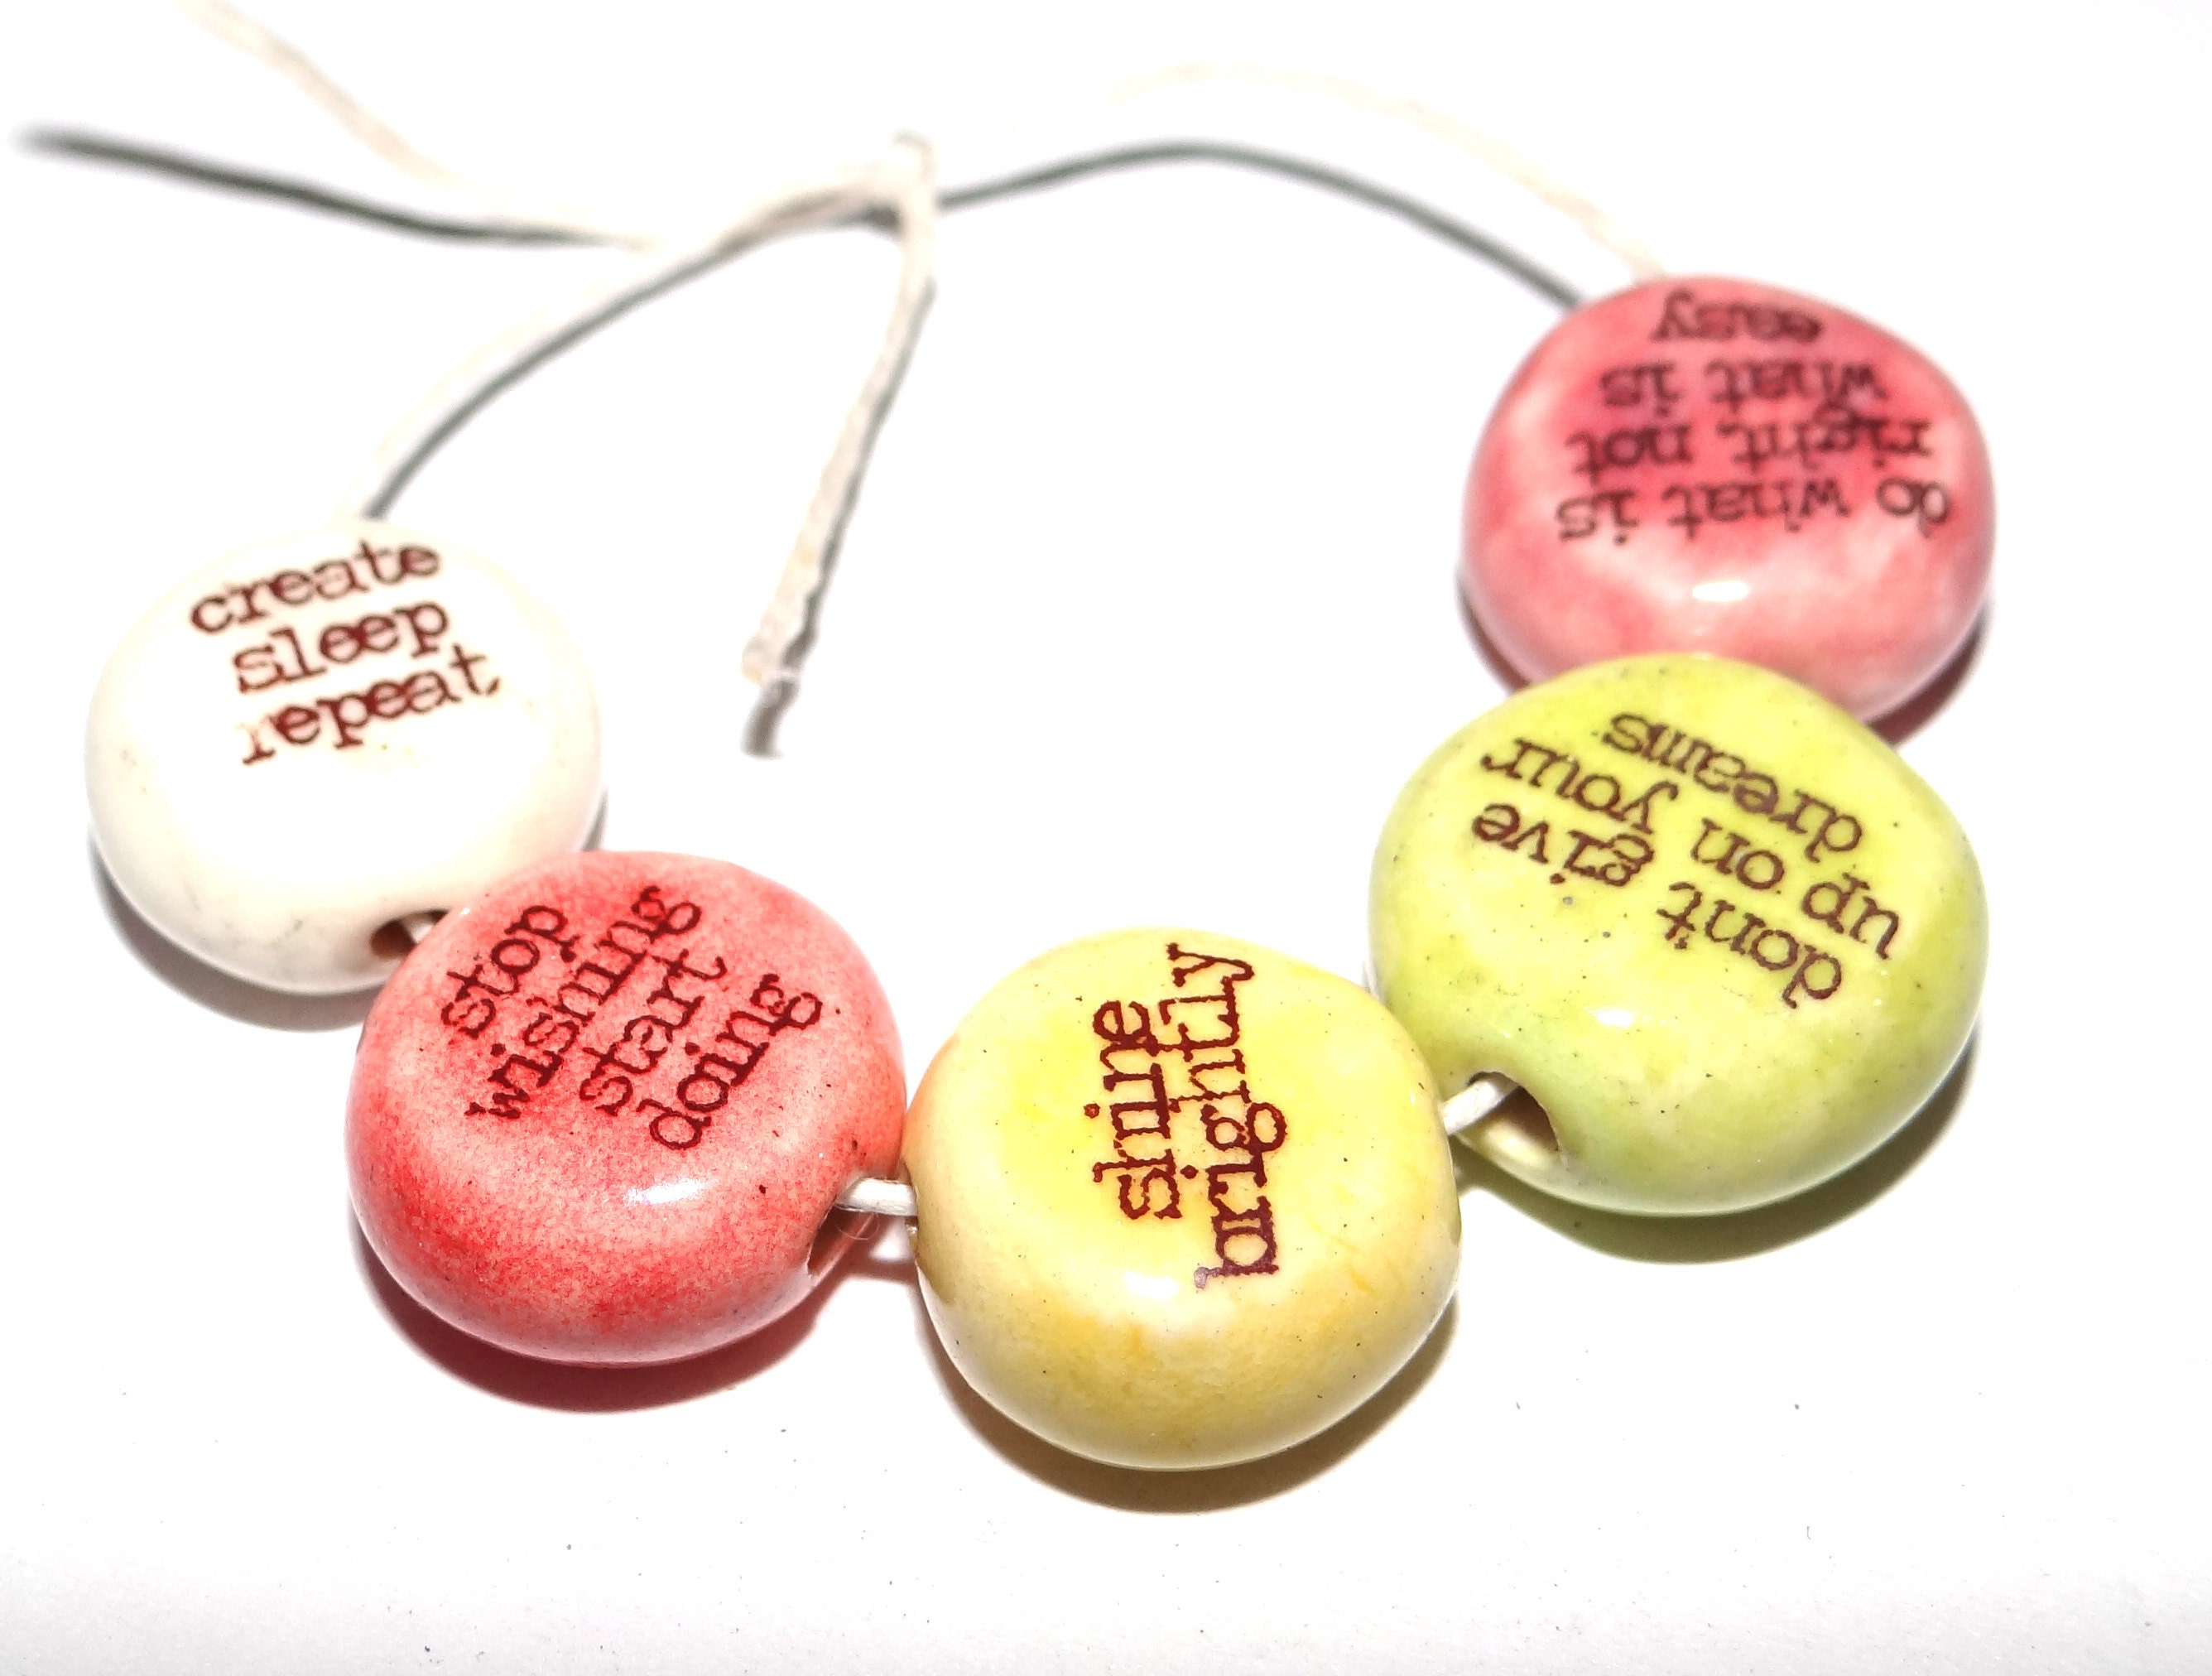 create
sleep
repeat
stop
wishing
start
doing
shine
brightly
don't give
up on your
dreams
do what is
right, not
what is
easy